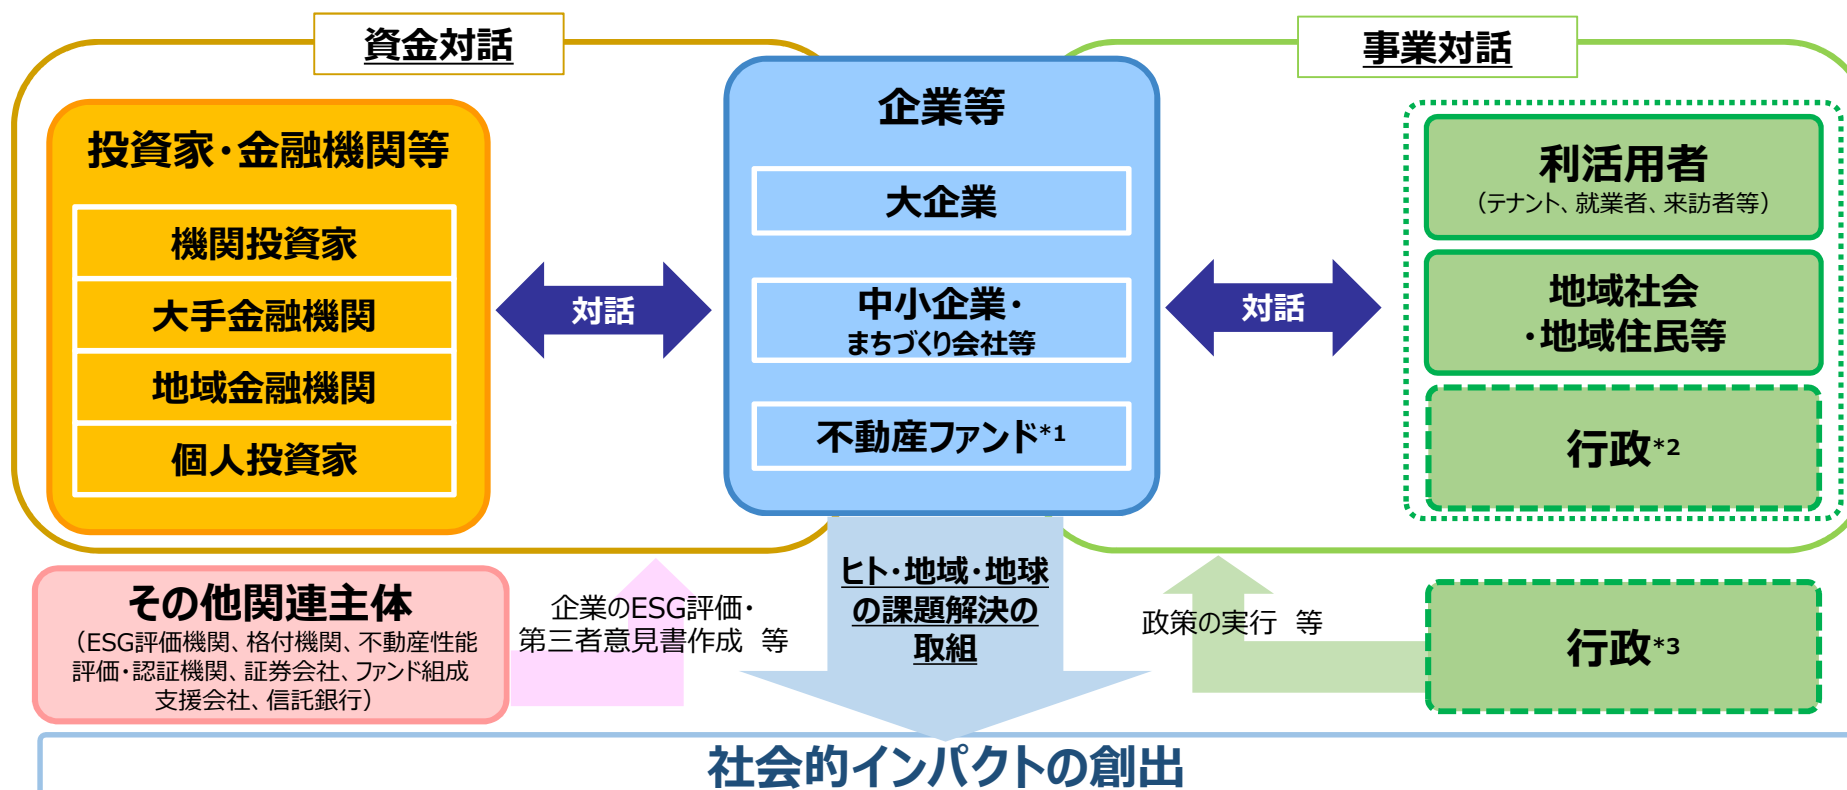 資金対話
投資家・金融機関等
機関投資家
大手金融機関
地域金融機関
個人投資家
対話
企業等
大企業
中小企業・
まちづくり会社等
不動産ファンド*1
対話
事業対話
利活用者
（テナント、就業者、来訪者等）
地域社会
・地域住民等
行政*2
その他関連主体
（ESG評価機関、格付機関、不動産性能
評価・認証機関、証券会社、ファンド組成
支援会社、信託銀行）
企業のESG評価・
第三者意見書作成　等
ヒト・地域・地球
の課題解決の
取組
政策の実行　等
行政*3
社会的インパクトの創出